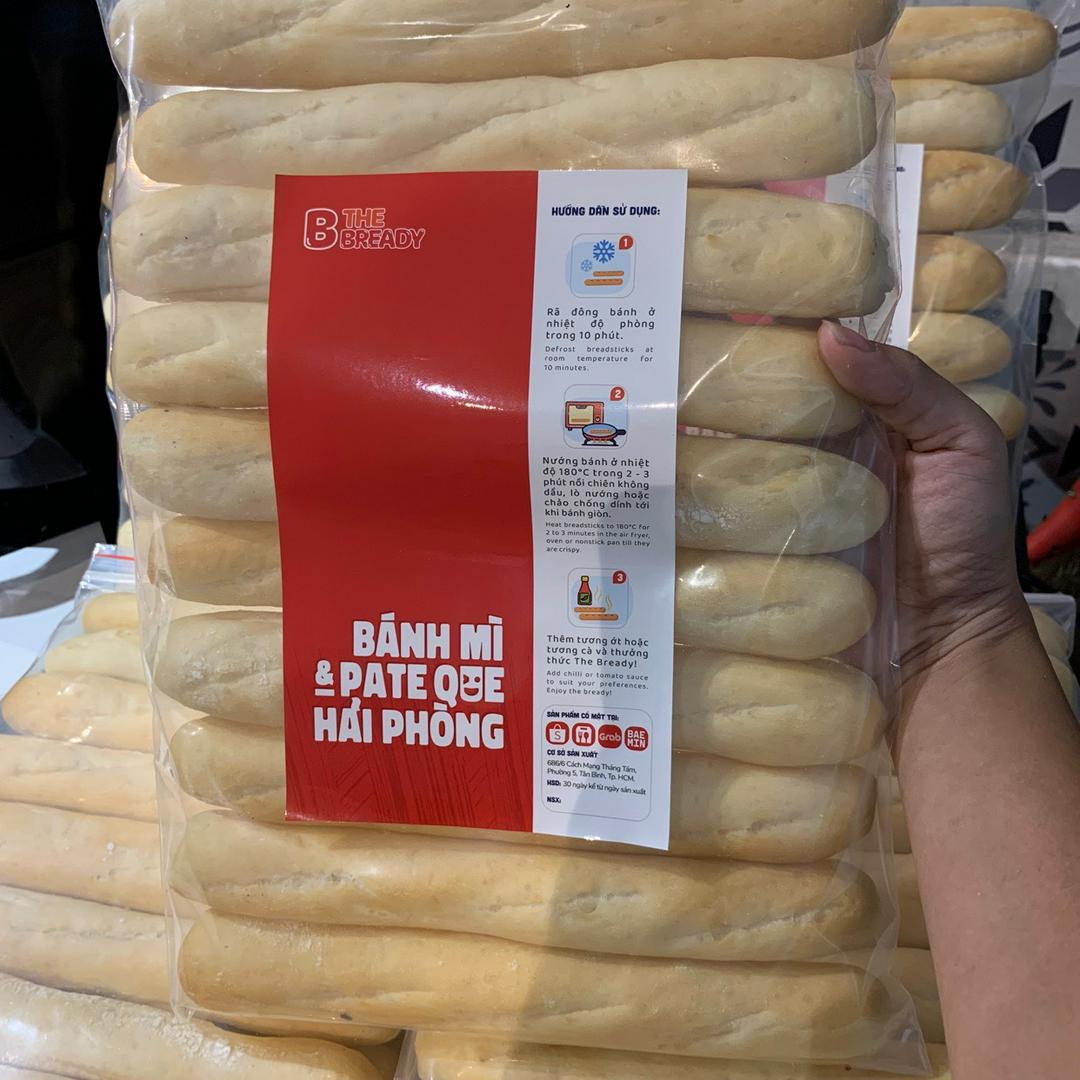 B THE
BREADY
BÁNH MÌ
& PATE QUE
HẢI PHÒNG
HƯỚNG DẪN SỬ DỤNG:
1
Rã đông bánh ở
nhiệt độ phòng
trong 10 phút.
Defrost breadsticks at
room temperature for
10 minutes.
2
Nướng bánh ở nhiệt
độ 180°C trong 2 - 3
phút nồi chiên không
dầu, lò nướng hoặc
chảo chống dính tới
khi bánh giòn.
Heat breadsticks to 180°C for
2 to 3 minutes in the air fryer,
oven or nonstick pan till they
are crispy.
3
Thêm tương ớt hoặc
tương cà và thưởng
thức The Bready!
Add chilli or tomato sauce
to suit your preferences.
Enjoy the bready!
SẢN PHẨM CÓ MẶT TẠI:
S Grab BAE
MIN
CƠ SỞ SẢN XUẤT
686/6 Cách Mạng Tháng Tám,
Phường 5, Tân Bình, Tp. HCM.
HSD: 30 ngày kể từ ngày sản xuất
NSX: